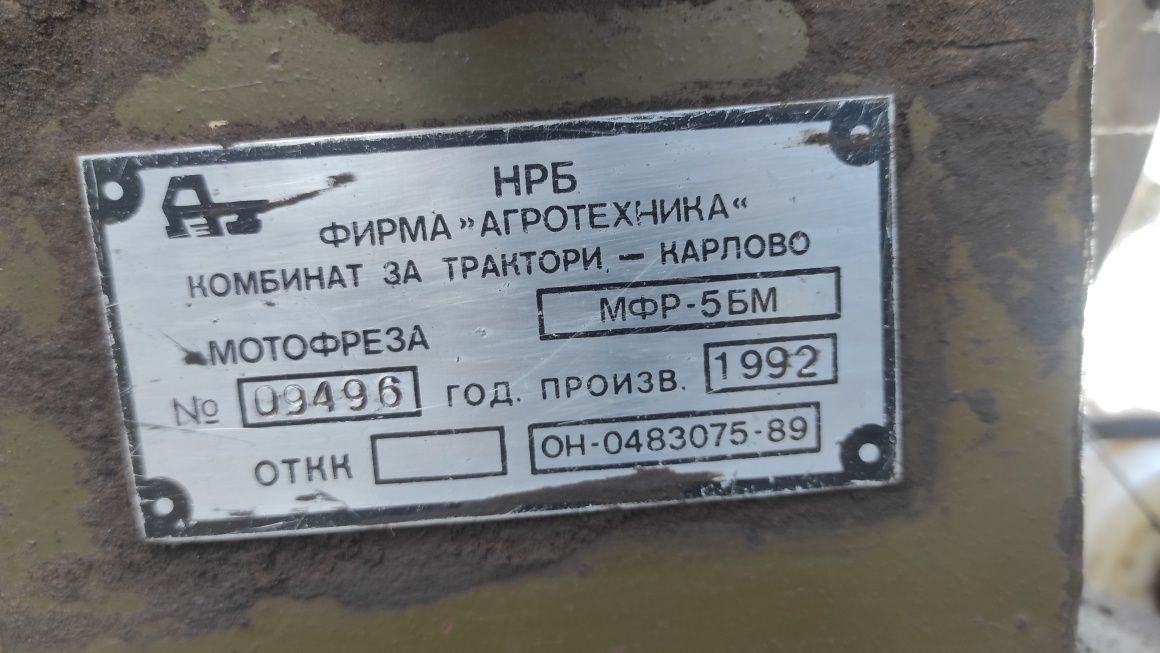 НРБ
ФИРМА "АГРОТЕХНИКА"
КОМБИНАТ ЗА ТРАКТОРИ - КАРЛОВО
МОТОФРЕЗА МФР-5БМ
№ 09496 ГОД. ПРОИЗВ. 1992
ОТКК ОН-0483075-89